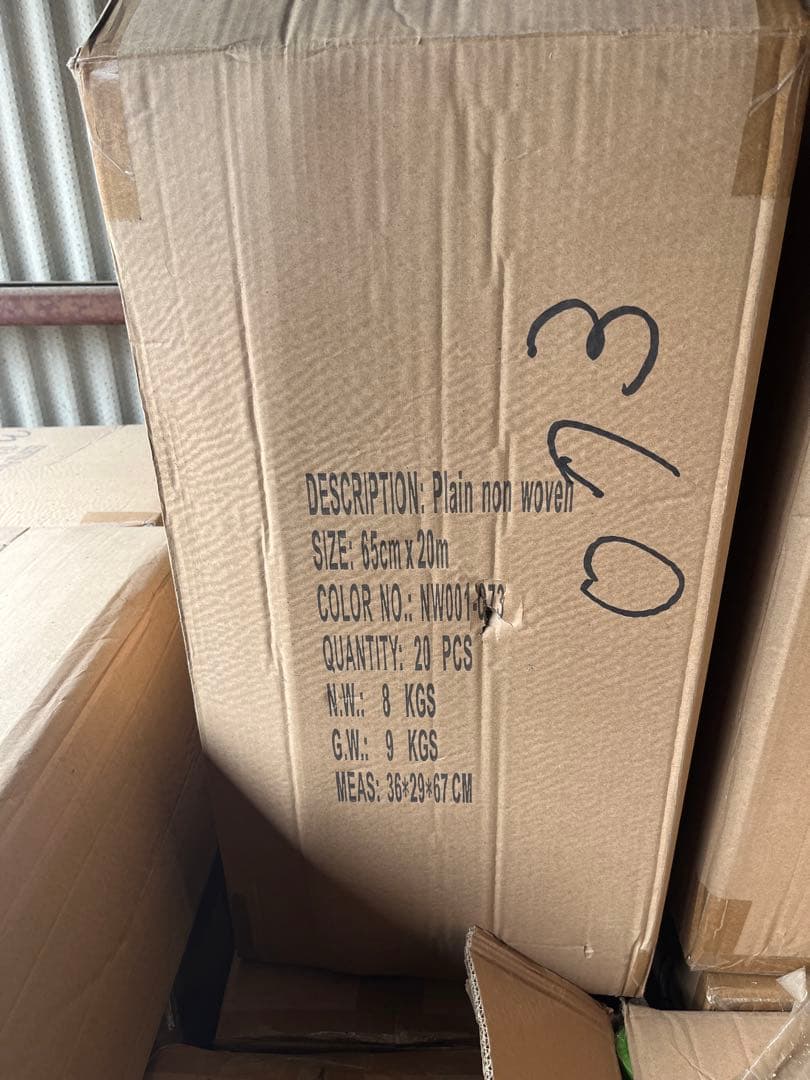 DESCRIPTION: Plain non woven
SIZE: 65cm x 20m
COLOR NO.: NW001-073
QUANTITY: 20 PCS
N.W.: 8 KGS
G.W.: 9 KGS
MEAS: 36*29*67 CM
073